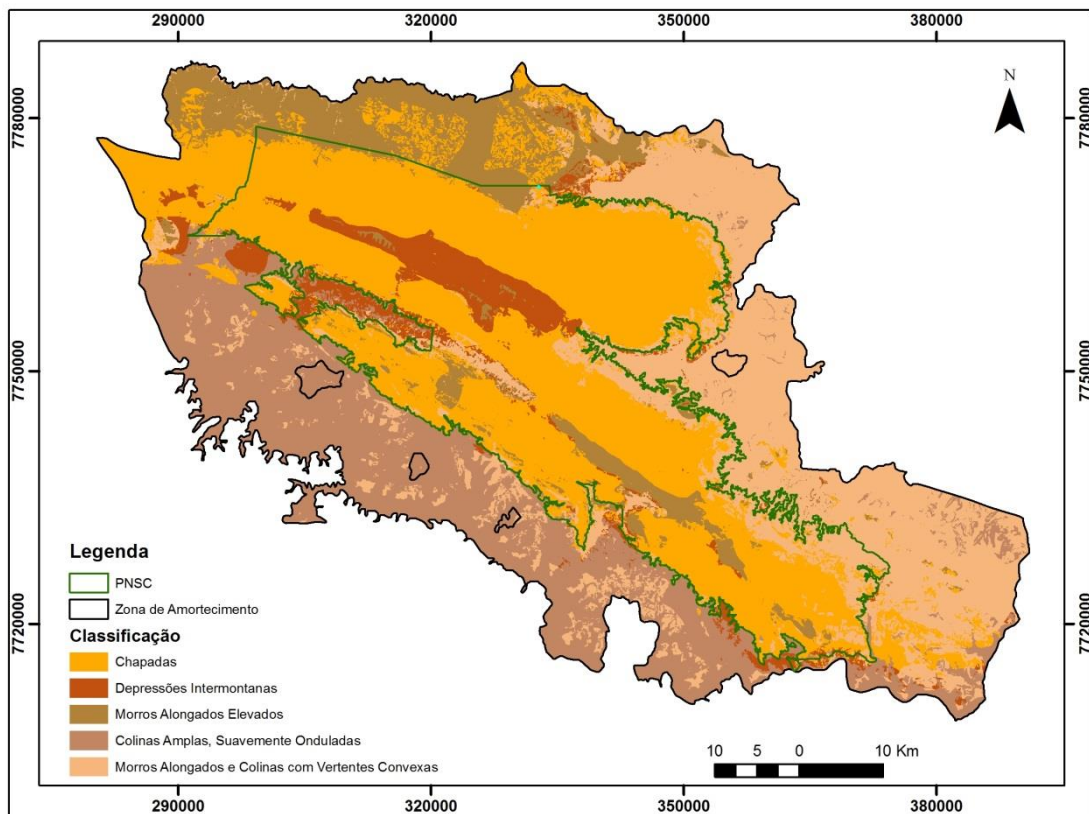 290000 320000 350000 380000
N
7780000 7780000
7750000 7750000
7720000 7720000
Legenda
PNSC
Zona de Amortecimento
Classificação
Chapadas
Depressões Intermontanas
Morros Alongados Elevados
Colinas Amplas, Suavemente Onduladas
Morros Alongados e Colinas com Vertentes Convexas
10 5 0 10 Km
290000 320000 350000 380000